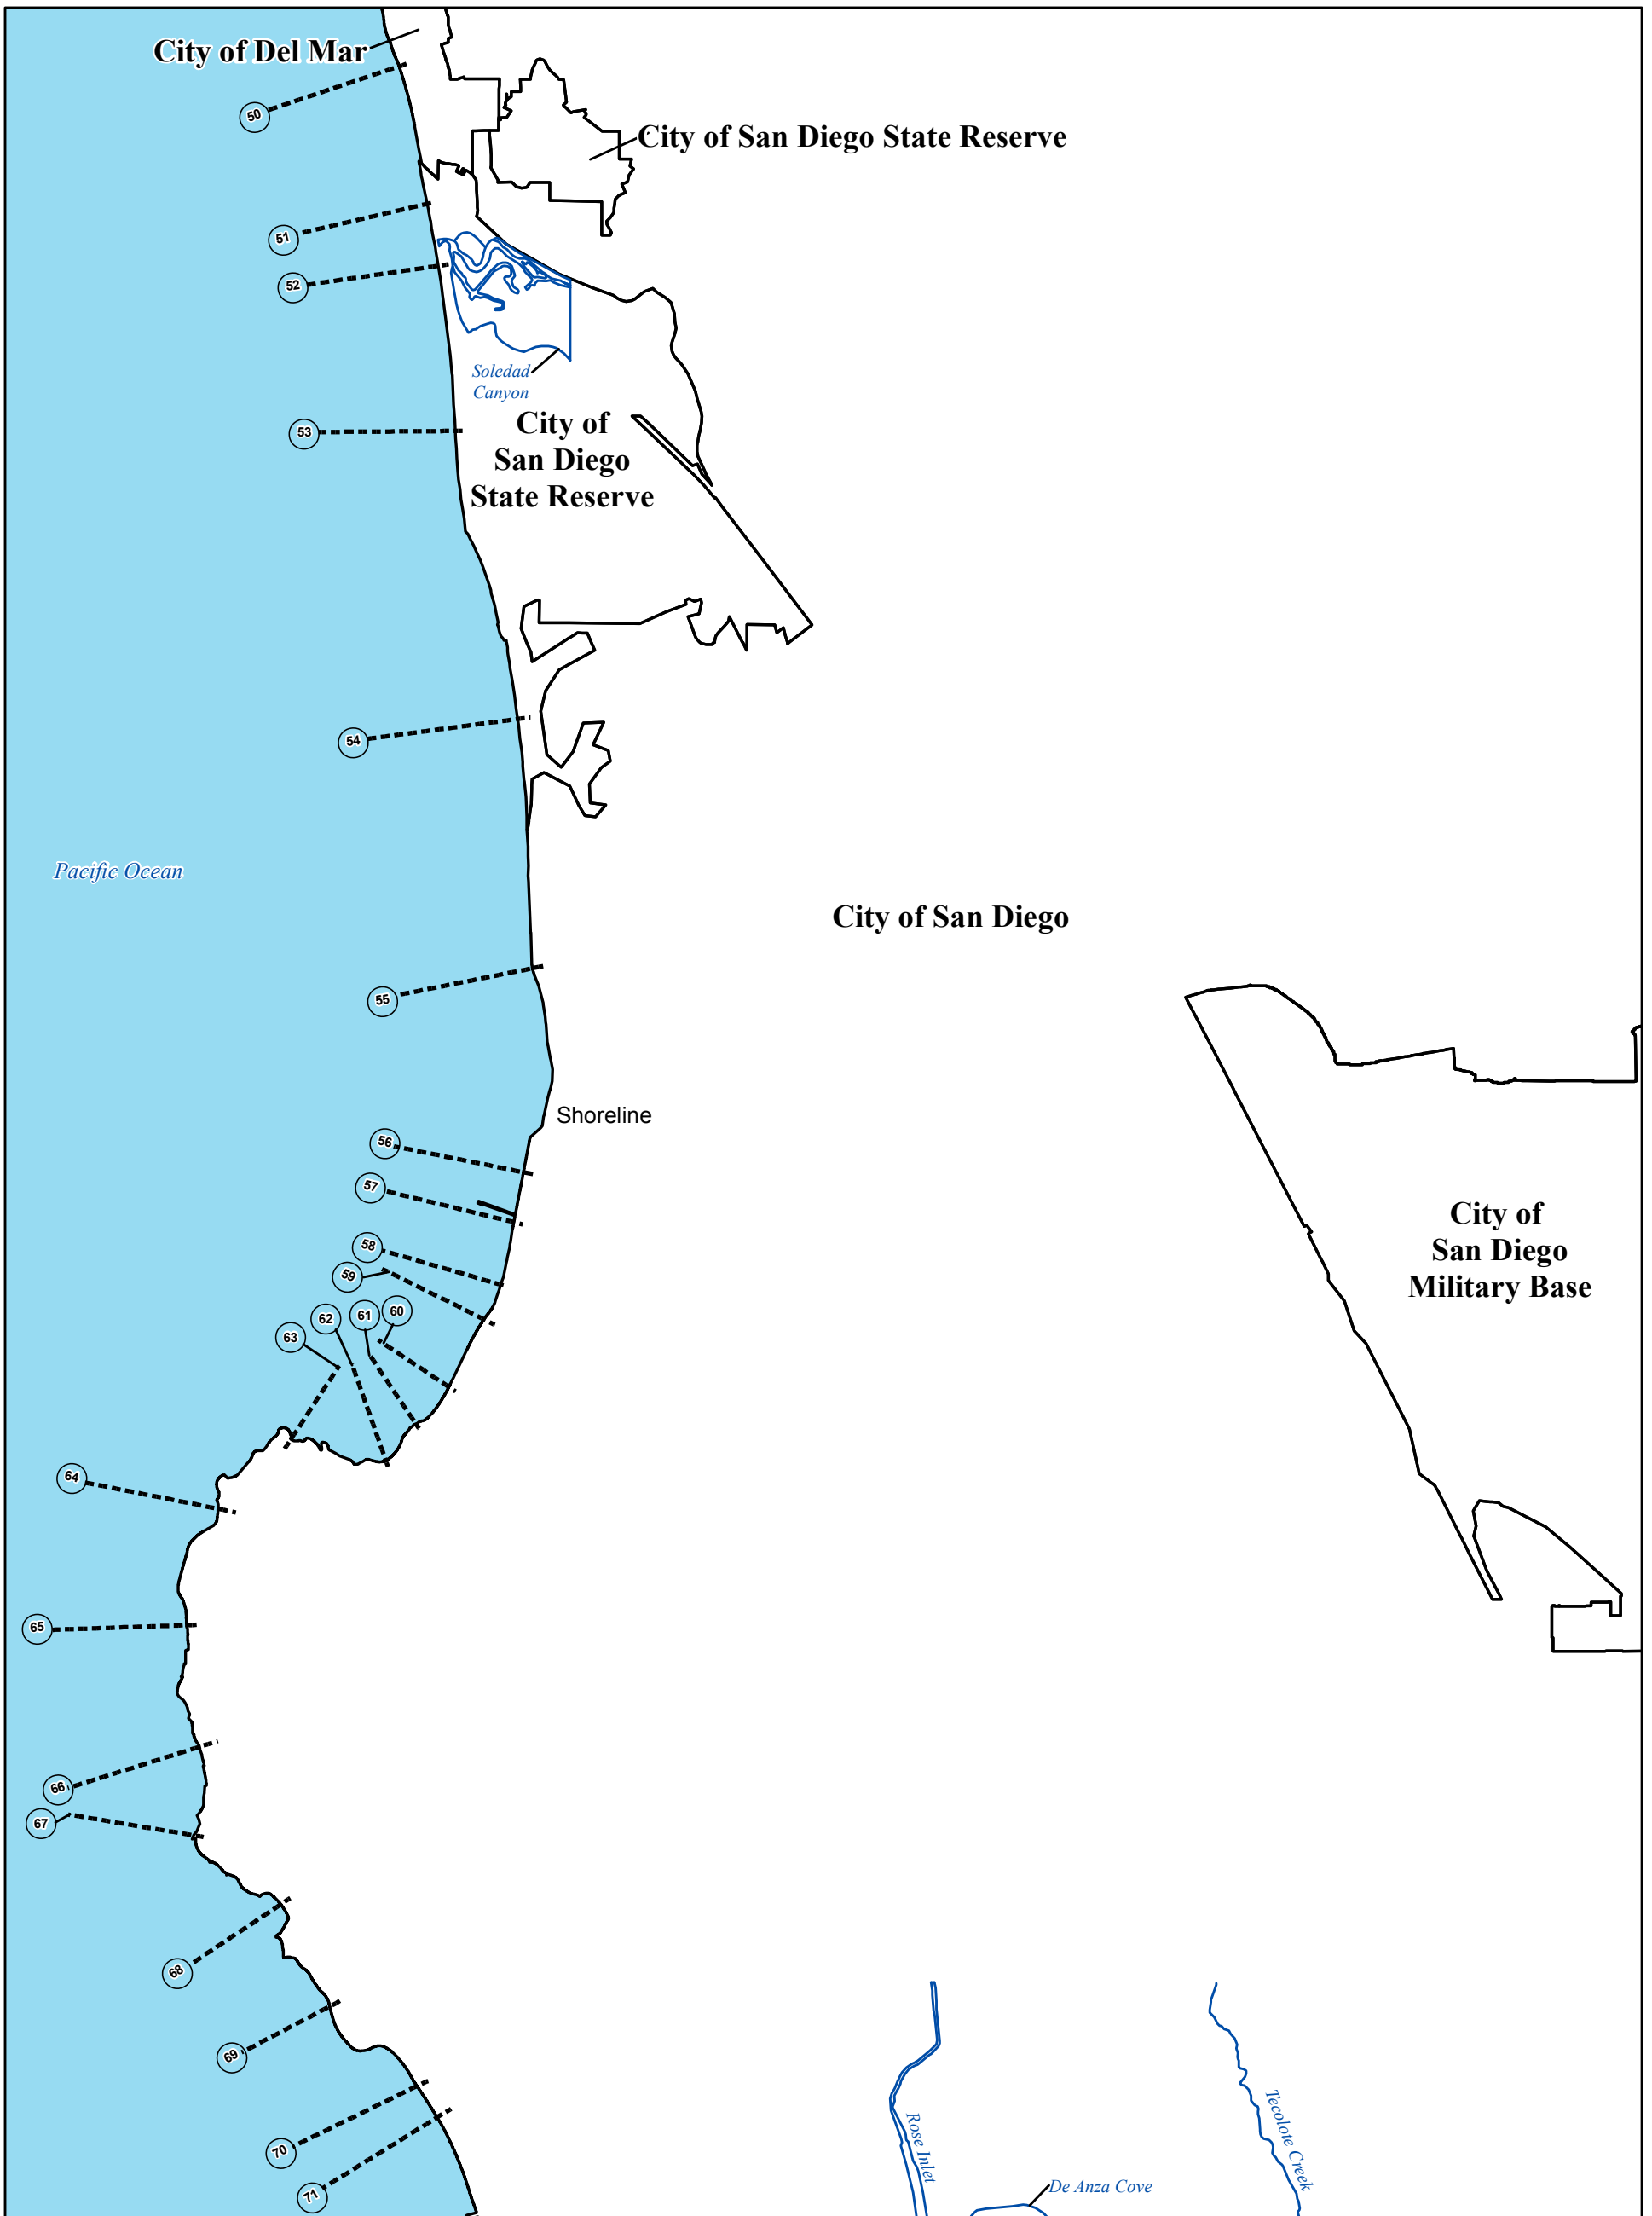 City of Del Mar
50
City of San Diego State Reserve
51
52
Soledad
Canyon
City of
San Diego
State Reserve
53
54
Pacific Ocean
City of San Diego
55
Shoreline
56
57
58
59
60
61
62
63
City of
San Diego
Military Base
64
65
66
67
68
69
70
71
Rose Inlet
Tecolote Creek
De Anza Cove